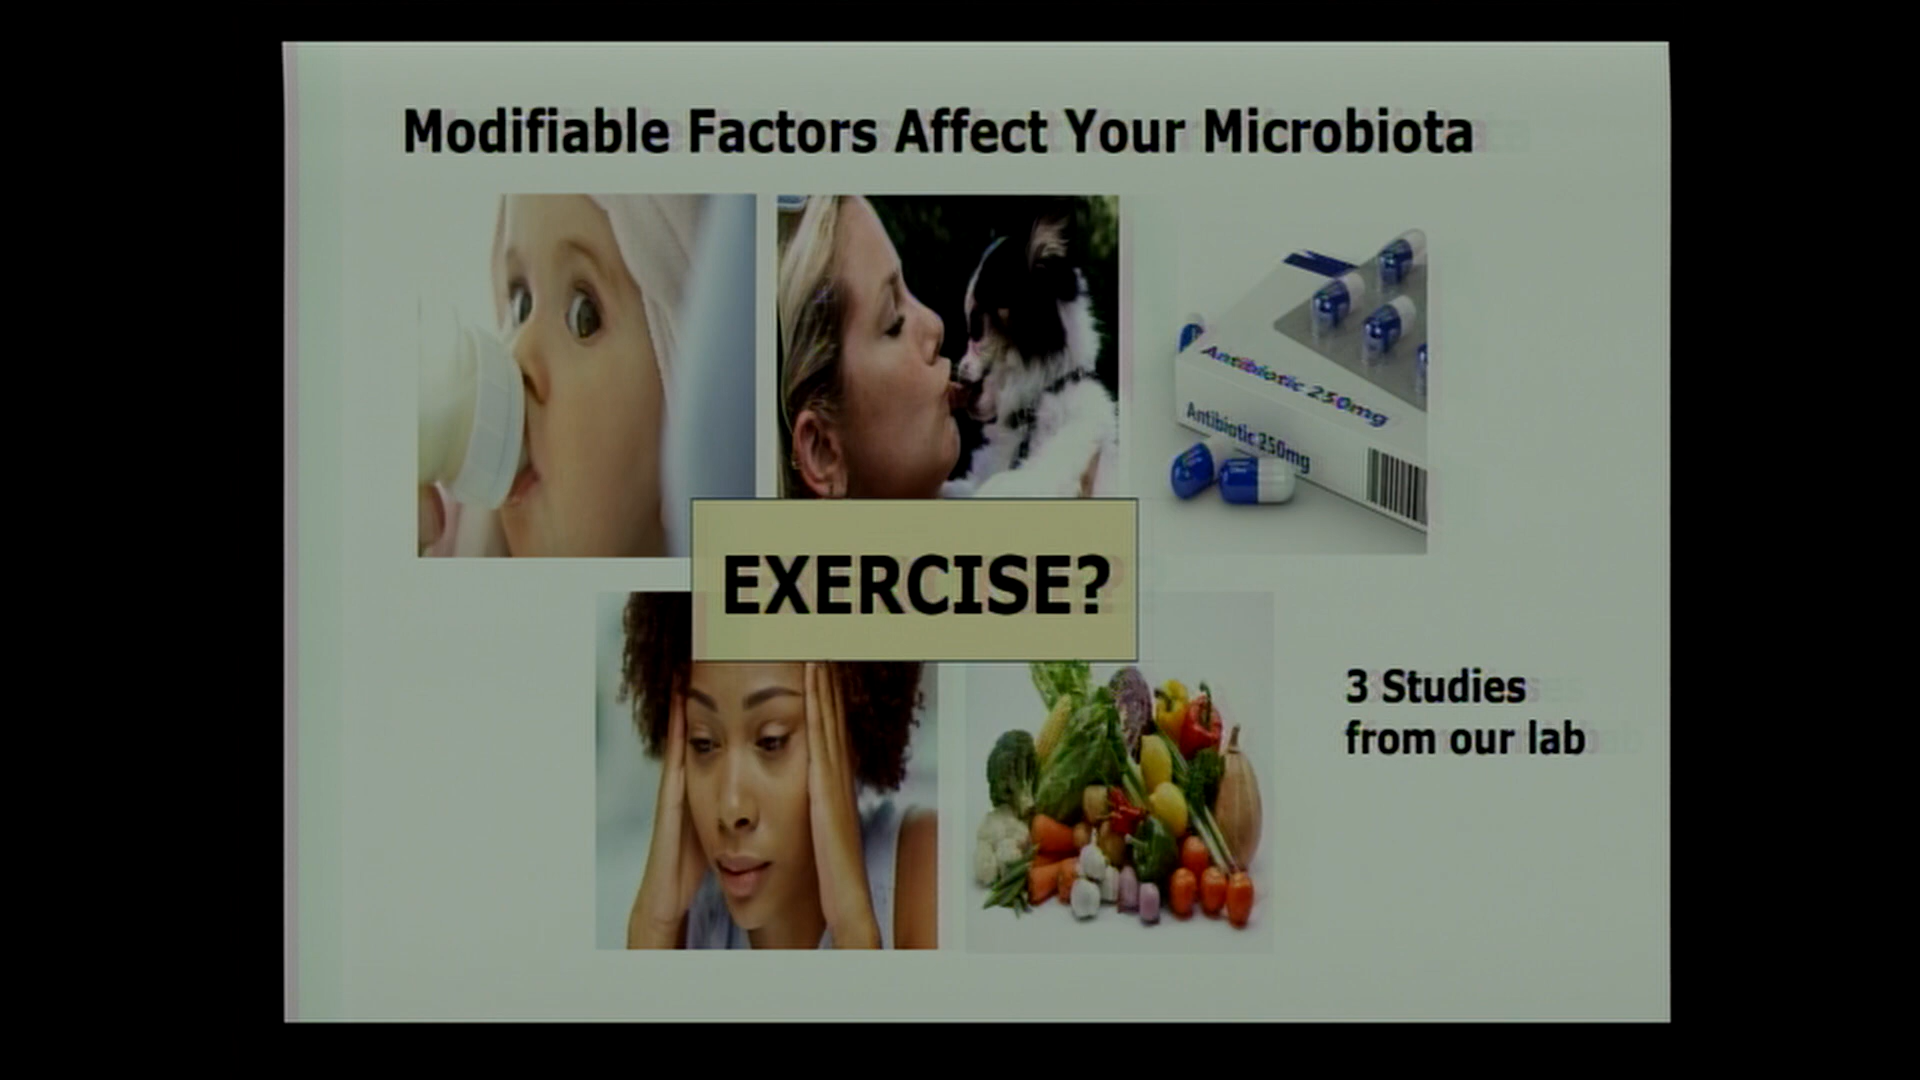 Modifiable Factors Affect Your Microbiota
Antibiotic 250mg
Antibiotic 250mg
EXERCISE?
3 Studies
from our lab